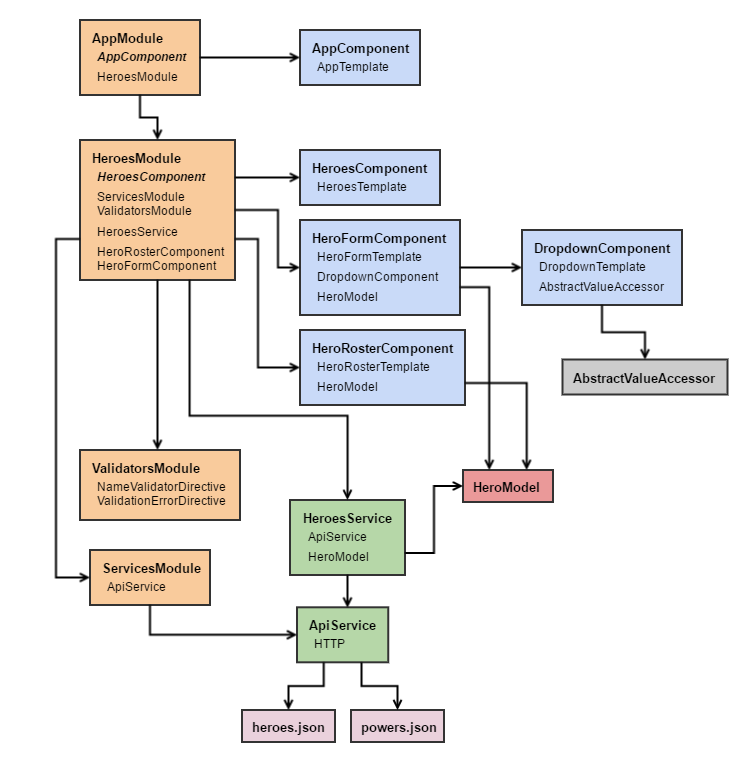 AppModule
AppComponent
HeroesModule
AppComponent
AppTemplate
HeroesModule
HeroesComponent
ServicesModule
ValidatorsModule
HeroesService
HeroRosterComponent
HeroFormComponent
HeroesComponent
HeroesTemplate
HeroFormComponent
HeroFormTemplate
DropdownComponent
HeroModel
DropdownComponent
DropdownTemplate
AbstractValueAccessor
HeroRosterComponent
HeroRosterTemplate
HeroModel
AbstractValueAccessor
ValidatorsModule
NameValidatorDirective
ValidationErrorDirective
HeroModel
HeroesService
ApiService
HeroModel
ServicesModule
ApiService
ApiService
HTTP
heroes.json
powers.json